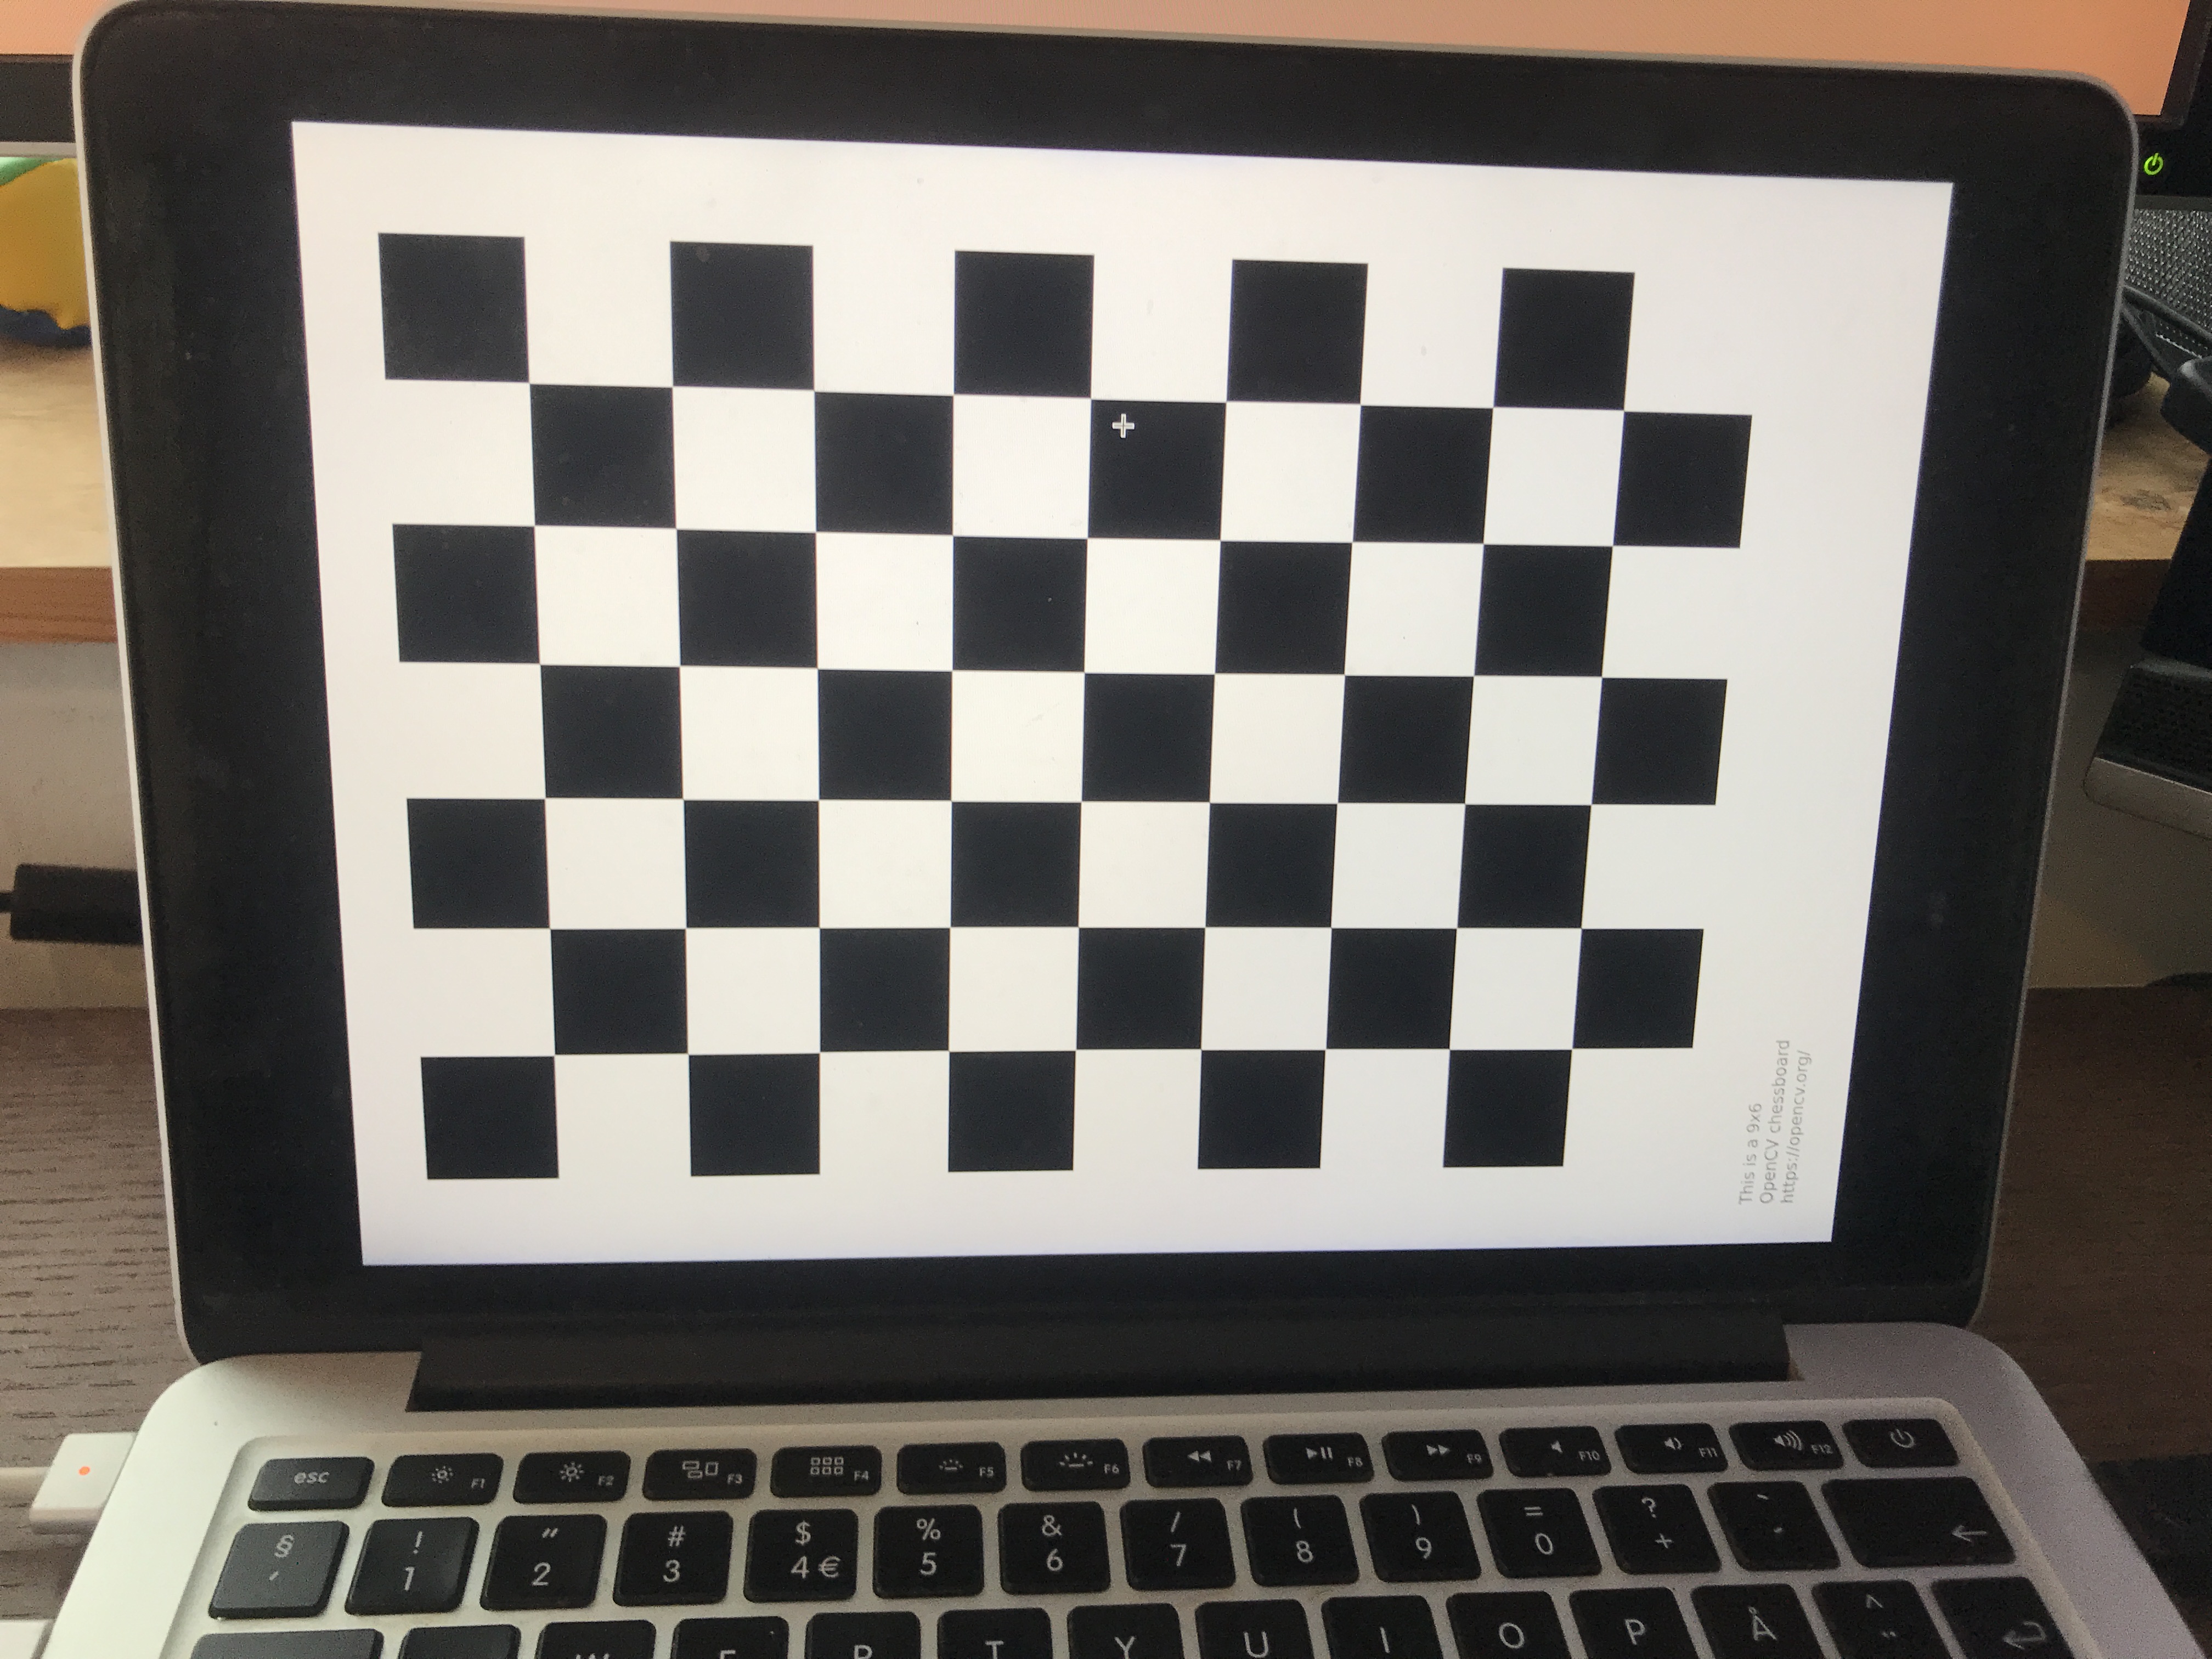 This is a 9x6
OpenCV chessboard
https://opencv.org/
esc F1 F2 F3 F4 F5 F6 F7 F8 F9 F10 F11 F12
§ ! " # $ % & / ( ) = ? `
' 1 2 3 4 € 5 6 7 8 9 0 + ´
T Y U I O P Å ^
¨